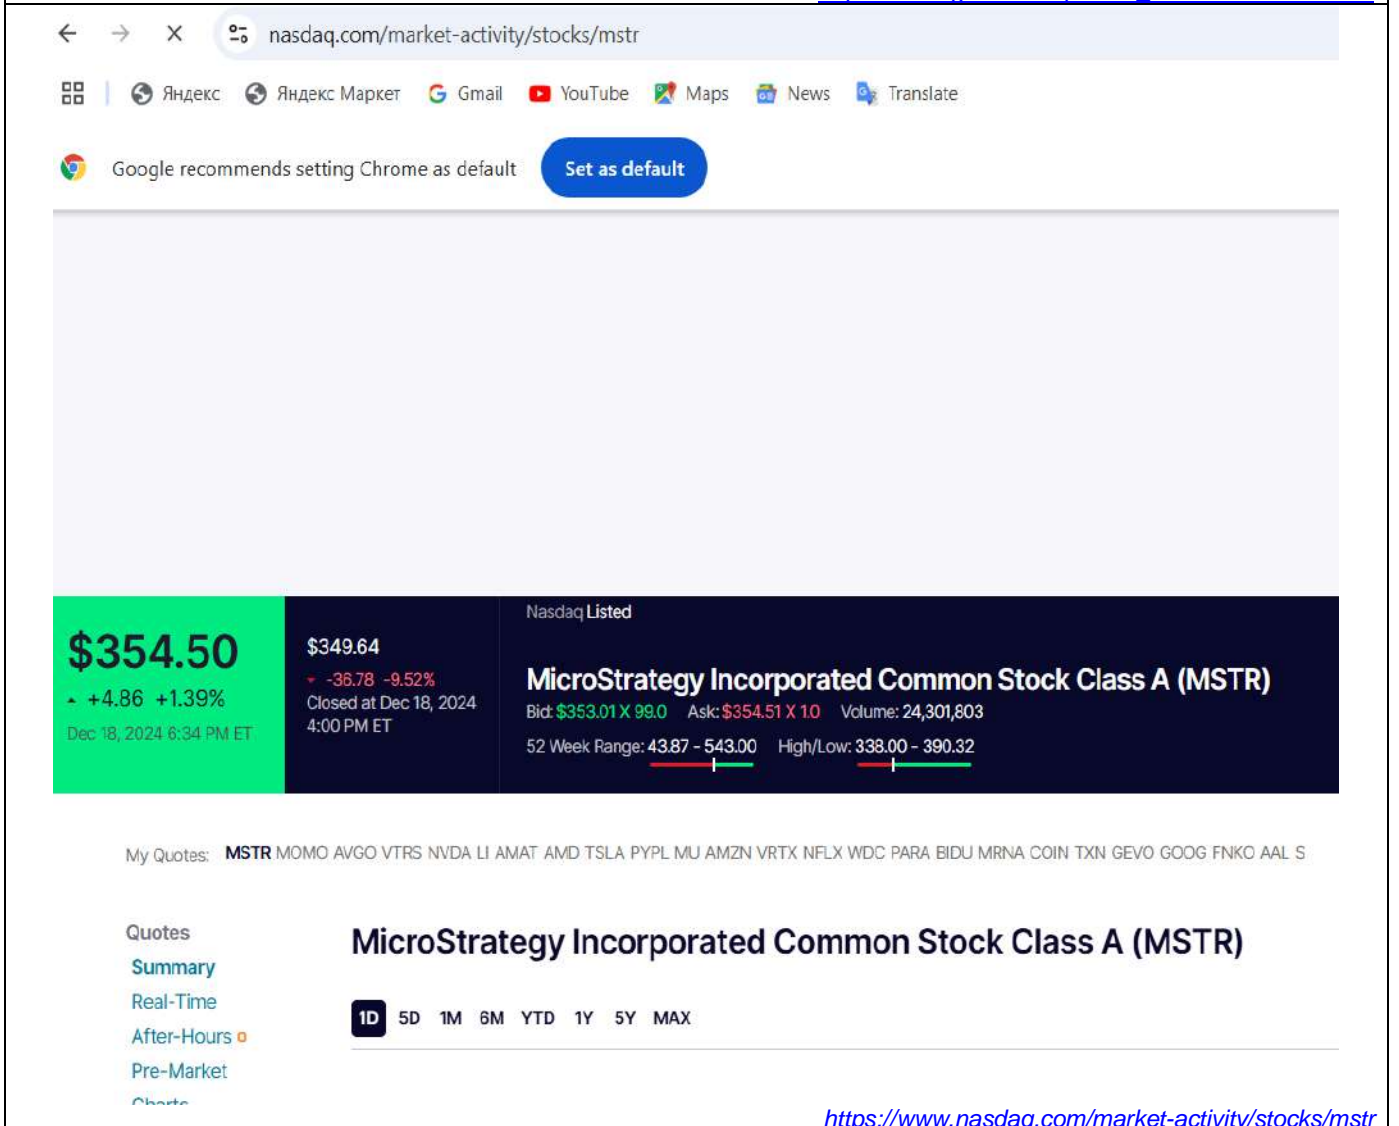 nasdaq.com/market-activity/stocks/mstr
Яндекс Яндекс Маркет Gmail YouTube Maps News Translate
Google recommends setting Chrome as default Set as default
$354.50
+4.86 +1.39%
Dec 18, 2024 6:34 PM ET
$349.64
-36.78 -9.52%
Closed at Dec 18, 2024
4:00 PM ET
Nasdaq Listed
MicroStrategy Incorporated Common Stock Class A (MSTR)
Bid: $353.01 X 99.0 Ask: $354.51 X 1.0 Volume: 24,301,803
52 Week Range: 43.87 - 543.00 High/Low: 338.00 - 390.32
My Quotes: MSTR MOMO AVGO VTRS NVDA LI AMAT AMD TSLA PYPL MU AMZN VRTX NFLX WDC PARA BIDU MRNA COIN TXN GEVO GOOG FNKO AAL S
Quotes
Summary
Real-Time
After-Hours
Pre-Market
Charts
MicroStrategy Incorporated Common Stock Class A (MSTR)
1D 5D 1M 6M YTD 1Y 5Y MAX
https://www.nasdaq.com/market-activity/stocks/mstr